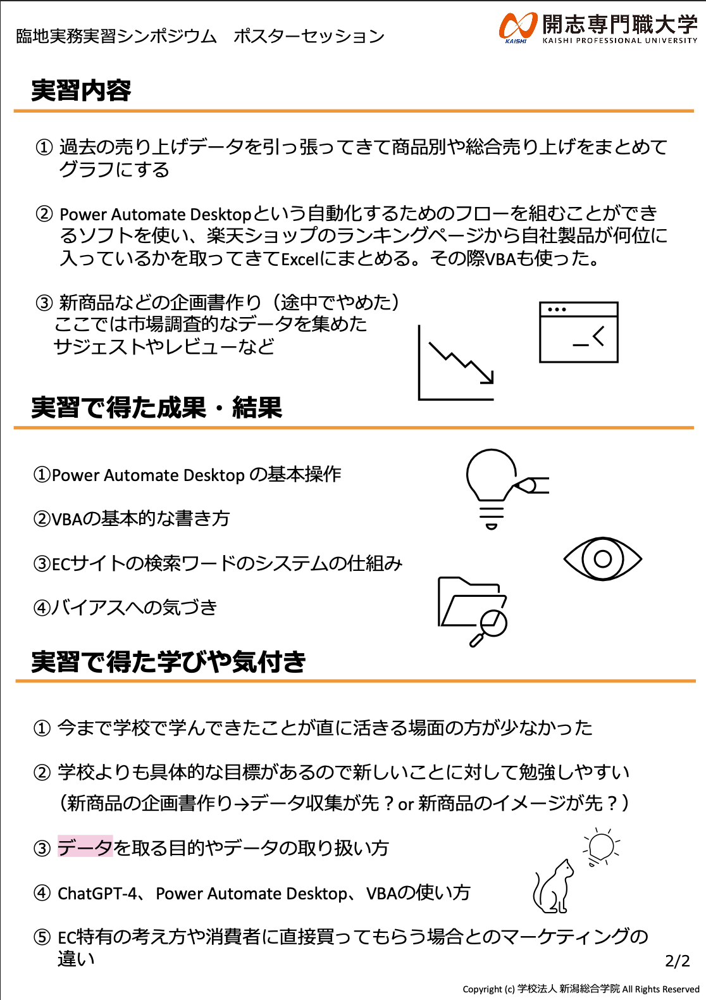 臨地実務実習シンポジウム　ポスターセッション
KAISHI
開志専門職大学
KAISHI PROFESSIONAL UNIVERSITY
実習内容
① 過去の売り上げデータを引っ張ってきて商品別や総合売り上げをまとめて
グラフにする
② Power Automate Desktopという自動化するためのフローを組むことができ
るソフトを使い、楽天ショップのランキングページから自社製品が何位に
入っているかを取ってきてExcelにまとめる。その際VBAも使った。
③ 新商品などの企画書作り（途中でやめた）
ここでは市場調査的なデータを集めた
サジェストやレビューなど
実習で得た成果・結果
①Power Automate Desktop の基本操作
②VBAの基本的な書き方
③ECサイトの検索ワードのシステムの仕組み
④バイアスへの気づき
実習で得た学びや気付き
① 今まで学校で学んできたことが直に活きる場面の方が少なかった
② 学校よりも具体的な目標があるので新しいことに対して勉強しやすい
（新商品の企画書作り→データ収集が先？or 新商品のイメージが先？）
③ データを取る目的やデータの取り扱い方
④ ChatGPT-4、Power Automate Desktop、VBAの使い方
⑤ EC特有の考え方や消費者に直接買ってもらう場合とのマーケティングの
違い
2/2
Copyright (c) 学校法人 新潟総合学院 All Rights Reserved